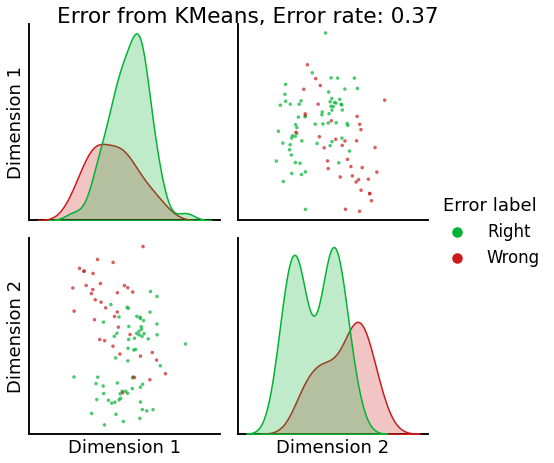 Error from KMeans, Error rate: 0.37
Dimension 1
Error label
Right
Wrong
Dimension 2
Dimension 1
Dimension 2